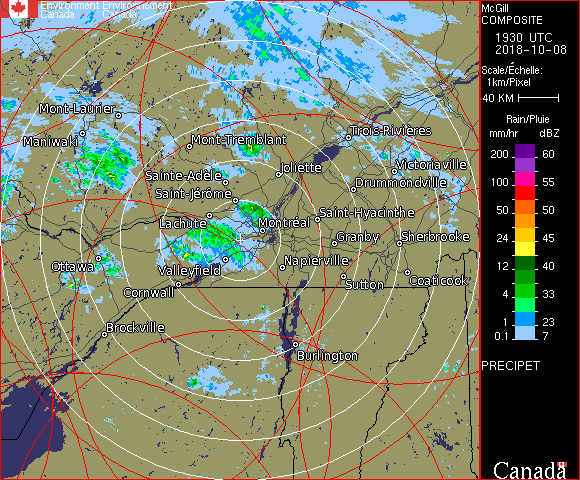 Environment Environnement
Canada Canada
McGill
COMPOSITE
1930 UTC
2018-10-08
Scale/Échelle:
1km/Pixel
40 KM
Rain/Pluie
mm/hr dBZ
200 60
100 55
50 50
24 45
12 40
4 33
1 23
0.1 7
PRECIPET
Canada
Mont-Laurier
Maniwaki
Mont-Tremblant
Trois-Rivières
Joliette
Victoriaville
Sainte-Adèle
Drummondville
Saint-Jérôme
Lachute
Montréal
Saint-Hyacinthe
Granby
Sherbrooke
Ottawa
Valleyfield
Napierville
Cornwall
Sutton
Coaticook
Brockville
Burlington